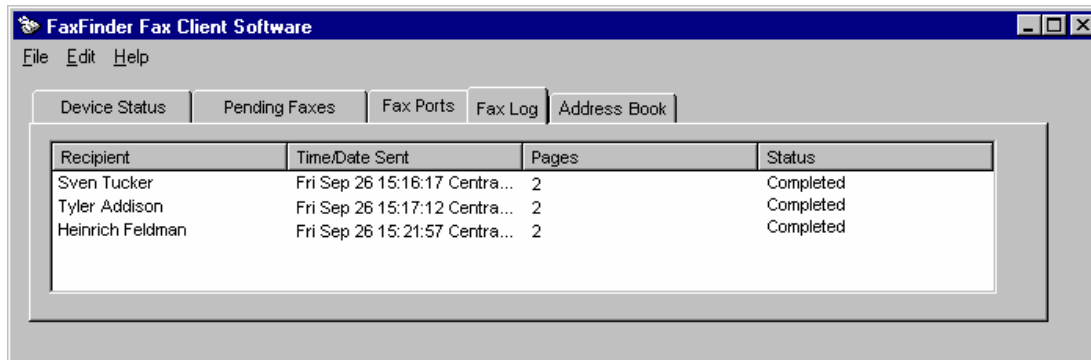 FaxFinder Fax Client Software
File Edit Help
Device Status Pending Faxes Fax Ports Fax Log Address Book
Recipient Time/Date Sent Pages Status
Sven Tucker Fri Sep 26 15:16:17 Centra... 2 Completed
Tyler Addison Fri Sep 26 15:17:12 Centra... 2 Completed
Heinrich Feldman Fri Sep 26 15:21:57 Centra... 2 Completed